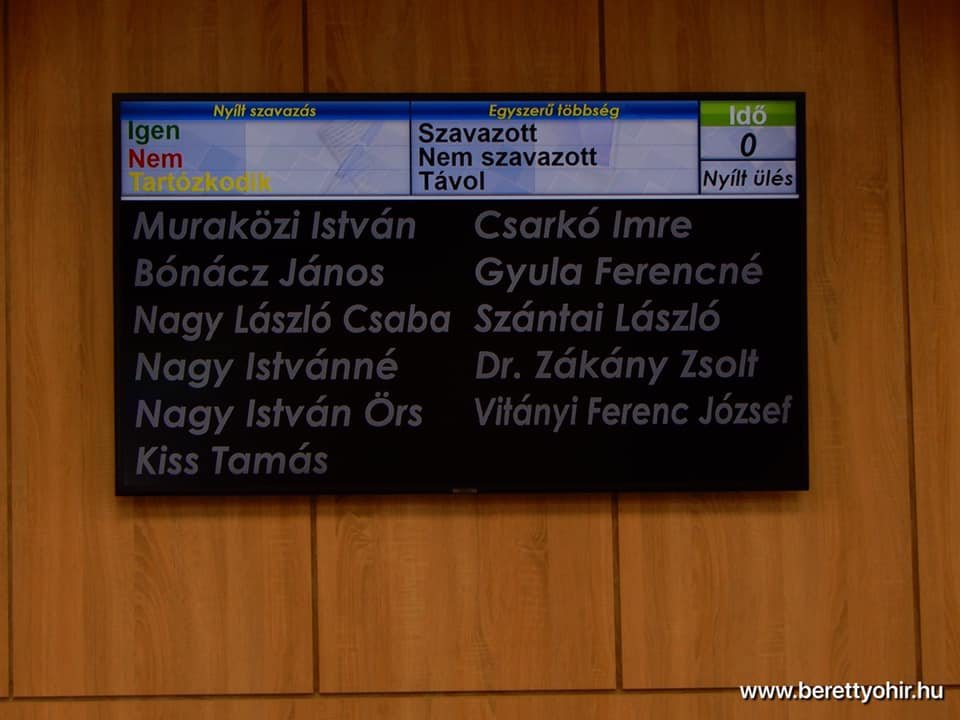 Nyílt szavazás
Igen
Nem
Tartózkodik
Egyszerű többség
Szavazott
Nem szavazott
Távol
Idő
0
Nyílt ülés
Muraközi István
Bónácz János
Nagy László Csaba
Nagy Istvánné
Nagy István Örs
Kiss Tamás
Csarkó Imre
Gyula Ferencné
Szántai László
Dr. Zákány Zsolt
Vitányi Ferenc József
www.berettyohir.hu